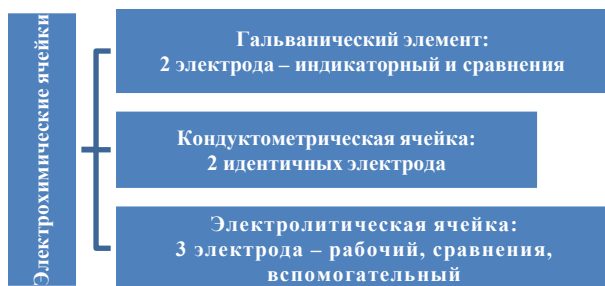 Электрохимические ячейки
Гальванический элемент:
2 электрода – индикаторный и сравнения
Кондуктометрическая ячейка:
2 идентичных электрода
Электролитическая ячейка:
3 электрода – рабочий, сравнения,
вспомогательный